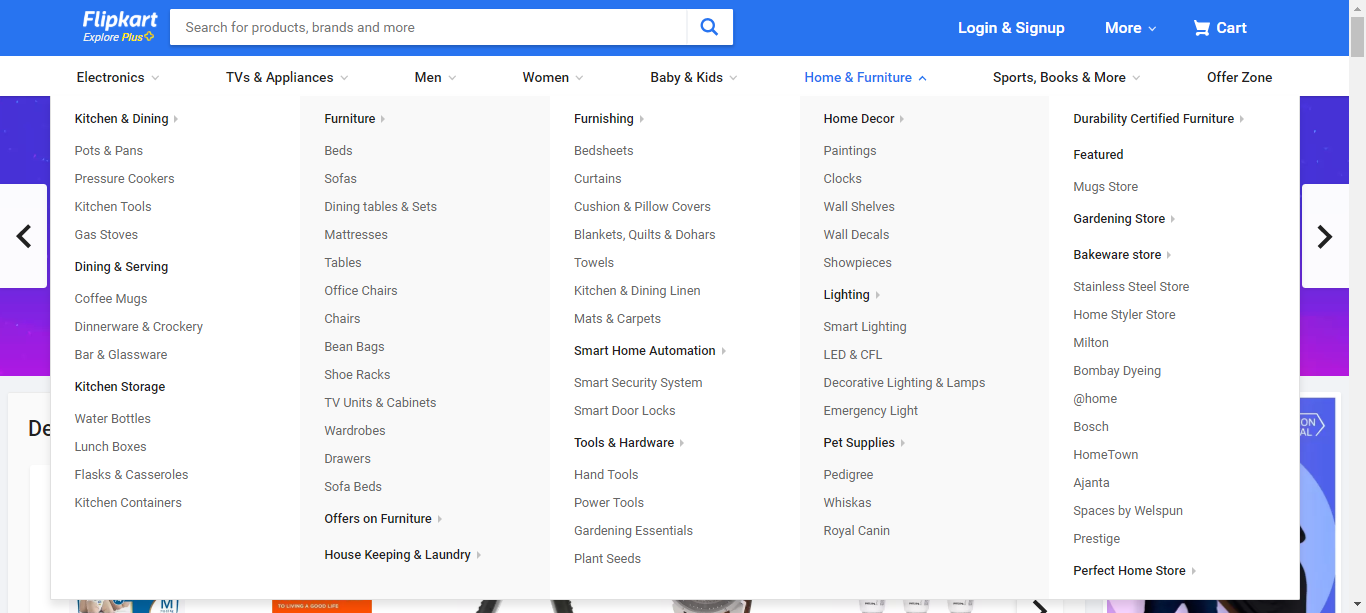 Flipkart
Explore Plus
Search for products, brands and more
Login & Signup
More
Cart
Electronics
TVs & Appliances
Men
Women
Baby & Kids
Home & Furniture
Sports, Books & More
Offer Zone
Kitchen & Dining
Pots & Pans
Pressure Cookers
Kitchen Tools
Gas Stoves
Dining & Serving
Coffee Mugs
Dinnerware & Crockery
Bar & Glassware
Kitchen Storage
Water Bottles
Lunch Boxes
Flasks & Casseroles
Kitchen Containers
Furniture
Beds
Sofas
Dining tables & Sets
Mattresses
Tables
Office Chairs
Chairs
Bean Bags
Shoe Racks
TV Units & Cabinets
Wardrobes
Drawers
Sofa Beds
Offers on Furniture
House Keeping & Laundry
Furnishing
Bedsheets
Curtains
Cushion & Pillow Covers
Blankets, Quilts & Dohars
Towels
Kitchen & Dining Linen
Mats & Carpets
Smart Home Automation
Smart Security System
Smart Door Locks
Tools & Hardware
Hand Tools
Power Tools
Gardening Essentials
Plant Seeds
Home Decor
Paintings
Clocks
Wall Shelves
Wall Decals
Showpieces
Lighting
Smart Lighting
LED & CFL
Decorative Lighting & Lamps
Emergency Light
Pet Supplies
Pedigree
Whiskas
Royal Canin
Durability Certified Furniture
Featured
Mugs Store
Gardening Store
Bakeware store
Stainless Steel Store
Home Styler Store
Milton
Bombay Dyeing
@home
Bosch
HomeTown
Ajanta
Spaces by Welspun
Prestige
Perfect Home Store
De
ON
AL
M
TO LIVING A GOOD LIFE